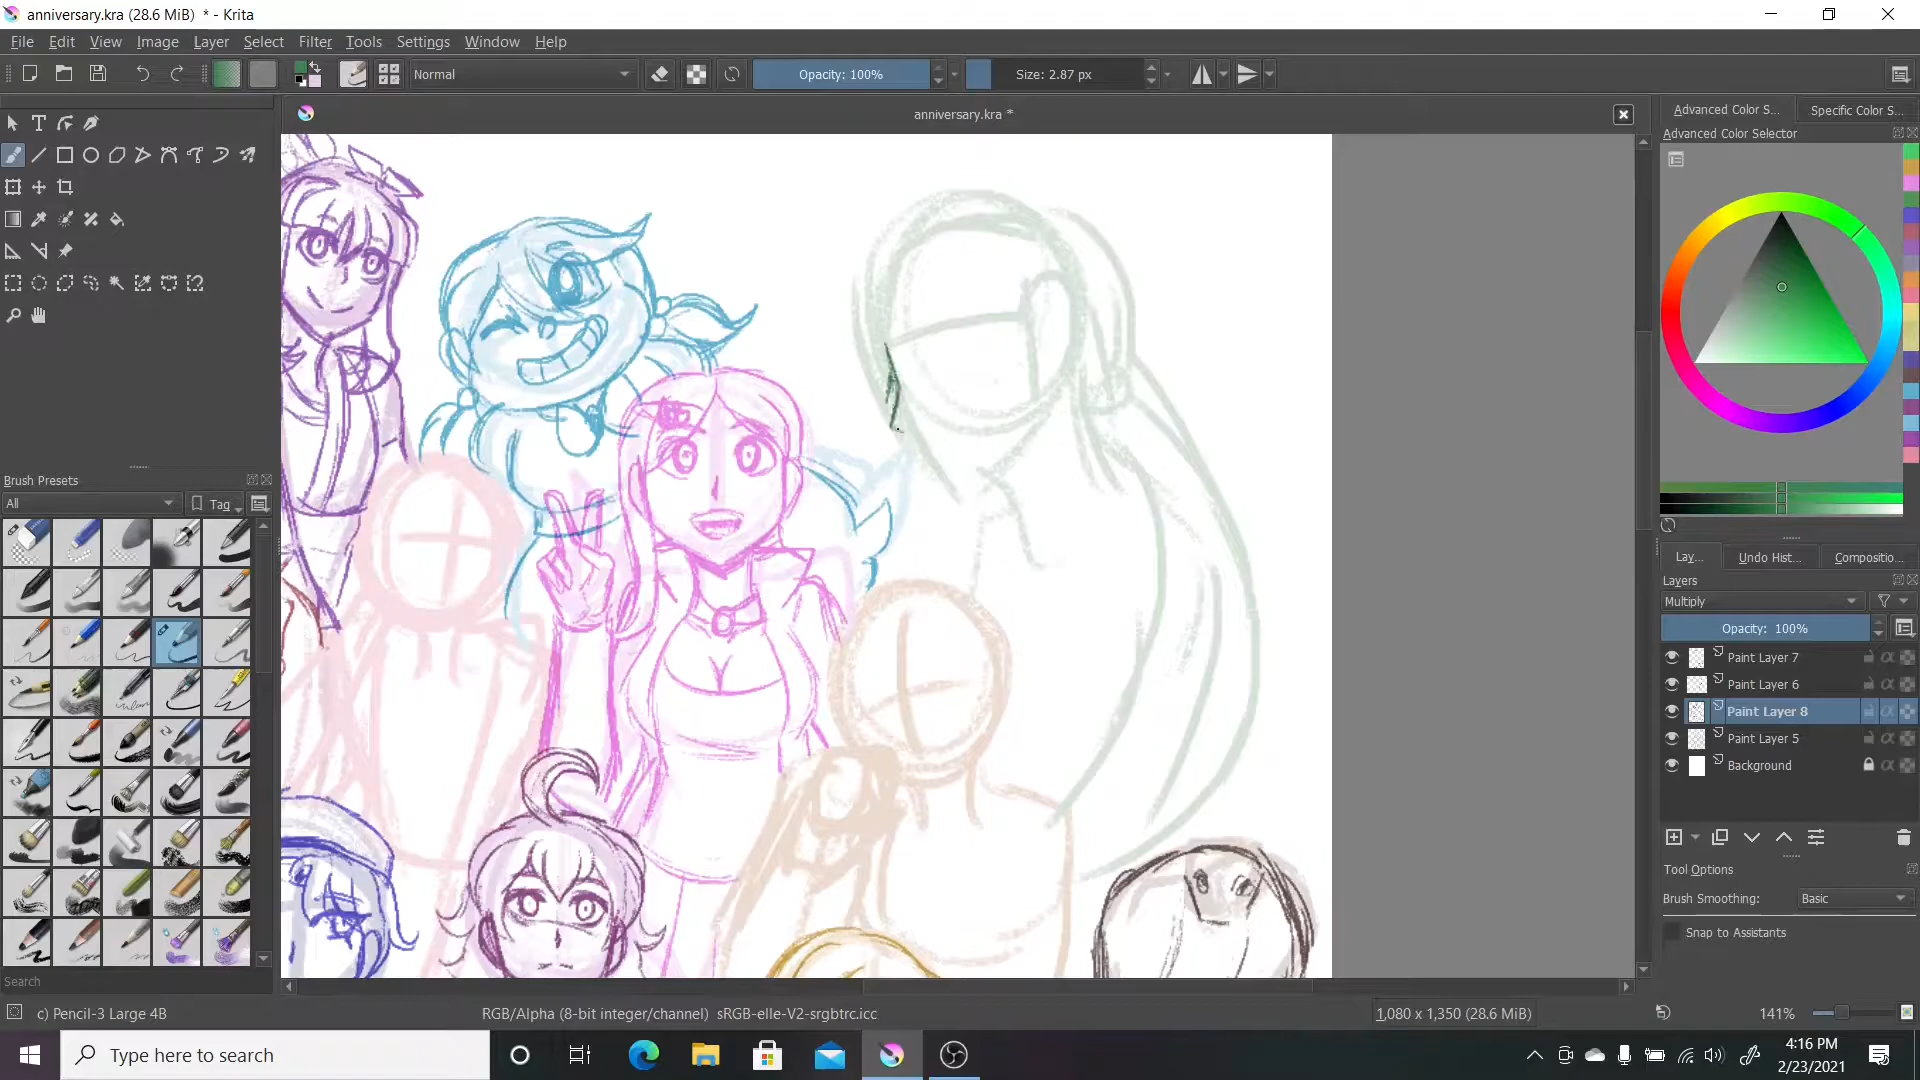 anniversary.kra (28.6 MiB) * - Krita
File Edit View Image Layer Select Filter Tools Settings Window Help
Normal
Opacity: 100%
Size: 2.87 px
anniversary.kra *
Advanced Color S...
Specific Color S...
Advanced Color Selector
Brush Presets
All
Tag
Search
Lay...
Undo Hist...
Compositio...
Layers
Multiply
Opacity: 100%
Paint Layer 7
Paint Layer 6
Paint Layer 8
Paint Layer 5
Background
Tool Options
Brush Smoothing:
Basic
Snap to Assistants
c) Pencil-3 Large 4B
RGB/Alpha (8-bit integer/channel) sRGB-elle-V2-srgbtrc.icc
1,080 x 1,350 (28.6 MiB)
141%
Type here to search
4:16 PM
2/23/2021